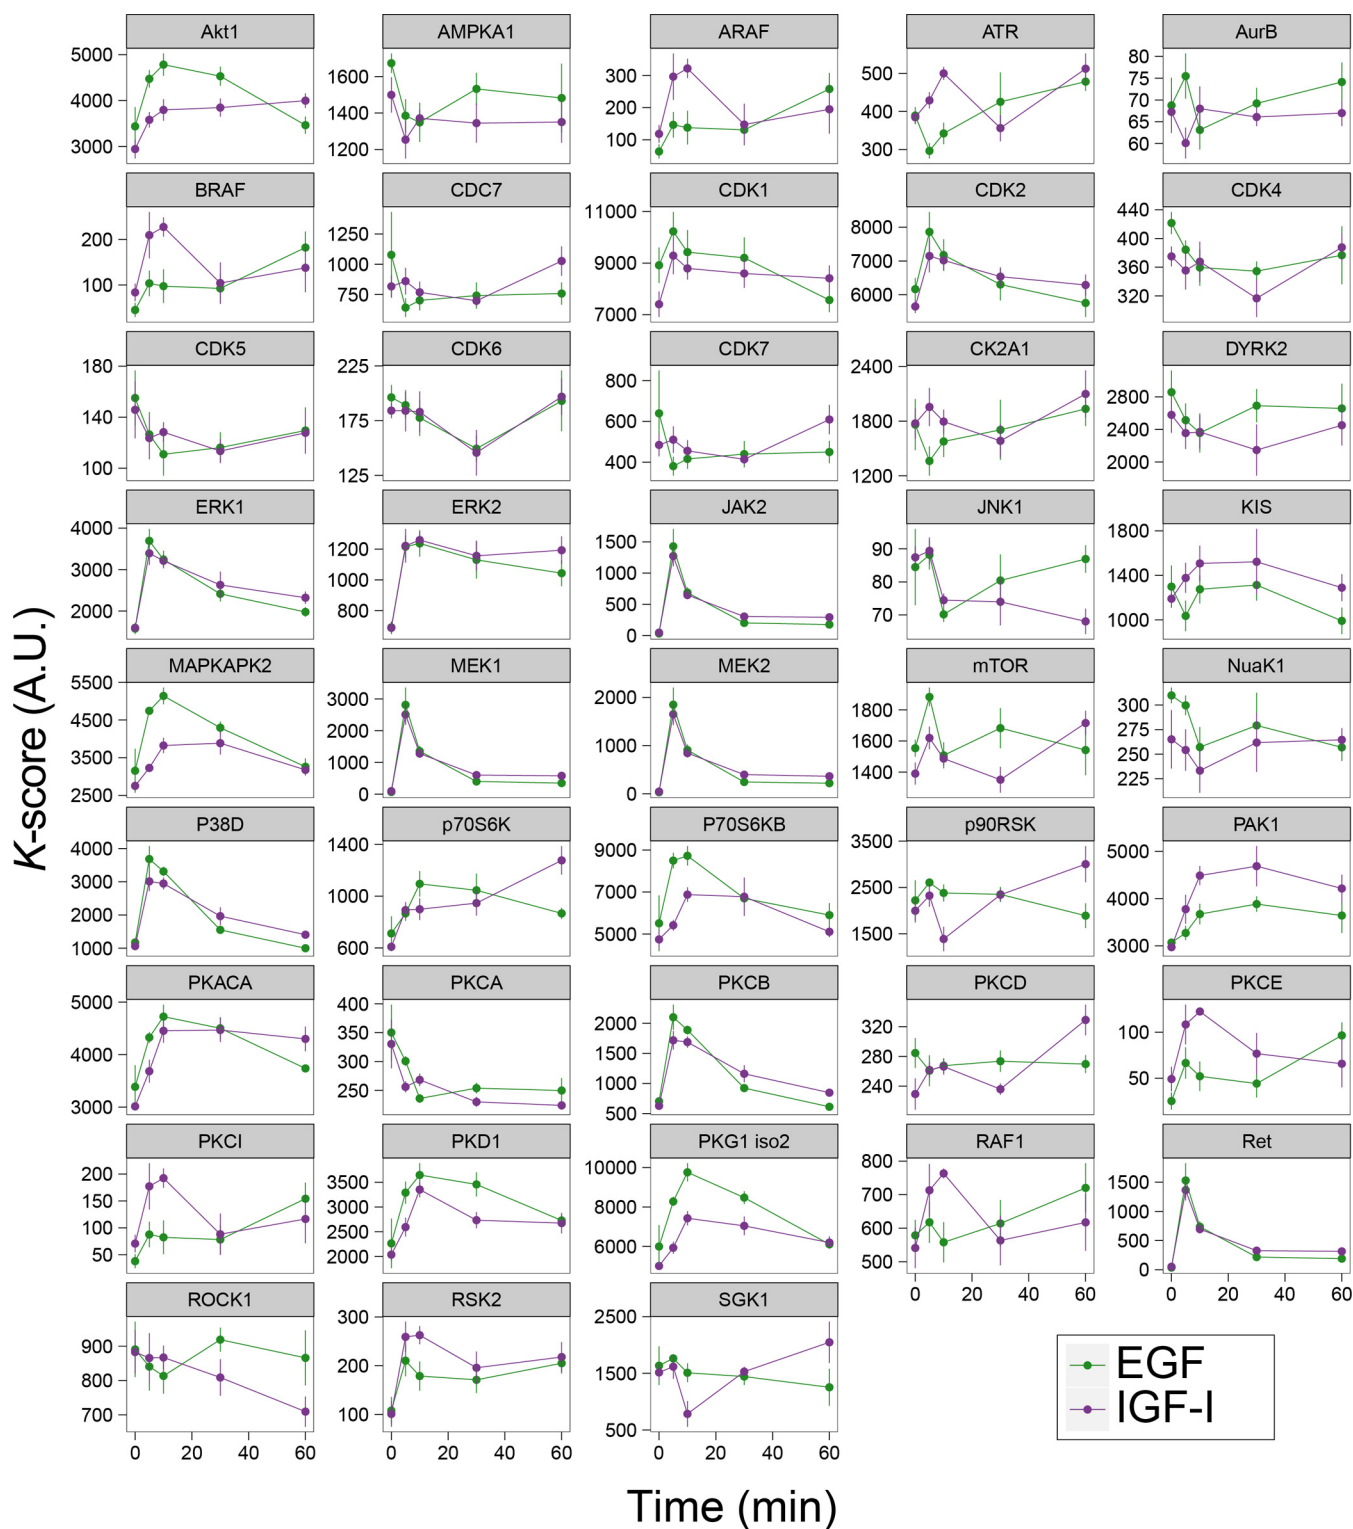 Akt1 AMPKA1 ARAF ATR AurB
5000 4000 3000
1600 1400 1200
300 200 100
500 400 300
80 75 70 65 60
BRAF CDC7 CDK1 CDK2 CDK4
200 100
1250 1000 750
11000 9000 7000
8000 7000 6000
440 400 360 320
CDK5 CDK6 CDK7 CK2A1 DYRK2
180 140 100
225 175 125
800 600 400
2400 1800 1200
2800 2400 2000
ERK1 ERK2 JAK2 JNK1 KIS
4000 3000 2000
1200 1000 800
1500 1000 500 0
90 80 70
1800 1400 1000
K-score (A.U.)
MAPKAPK2 MEK1 MEK2 mTOR NuaK1
5500 4500 3500 2500
3000 2000 1000 0
2000 1000 0
1800 1600 1400
300 275 250 225
P38D p70S6K P70S6KB p90RSK PAK1
4000 3000 2000 1000
1400 1000 600
9000 7000 5000
3500 2500 1500
5000 4000 3000
PKACA PKCA PKCB PKCD PKCE
5000 4000 3000
400 350 300 250
2000 1500 1000 500
320 280 240
100 50
PKCI PKD1 PKG1 iso2 RAF1 Ret
200 150 100 50
3500 3000 2500 2000
10000 8000 6000
800 700 600 500
1500 1000 500 0
0 20 40 60 0 20 40 60
ROCK1 RSK2 SGK1
900 800 700
300 200 100
2500 1500 500
0 20 40 60 0 20 40 60 0 20 40 60
EGF
IGF-I
Time (min)